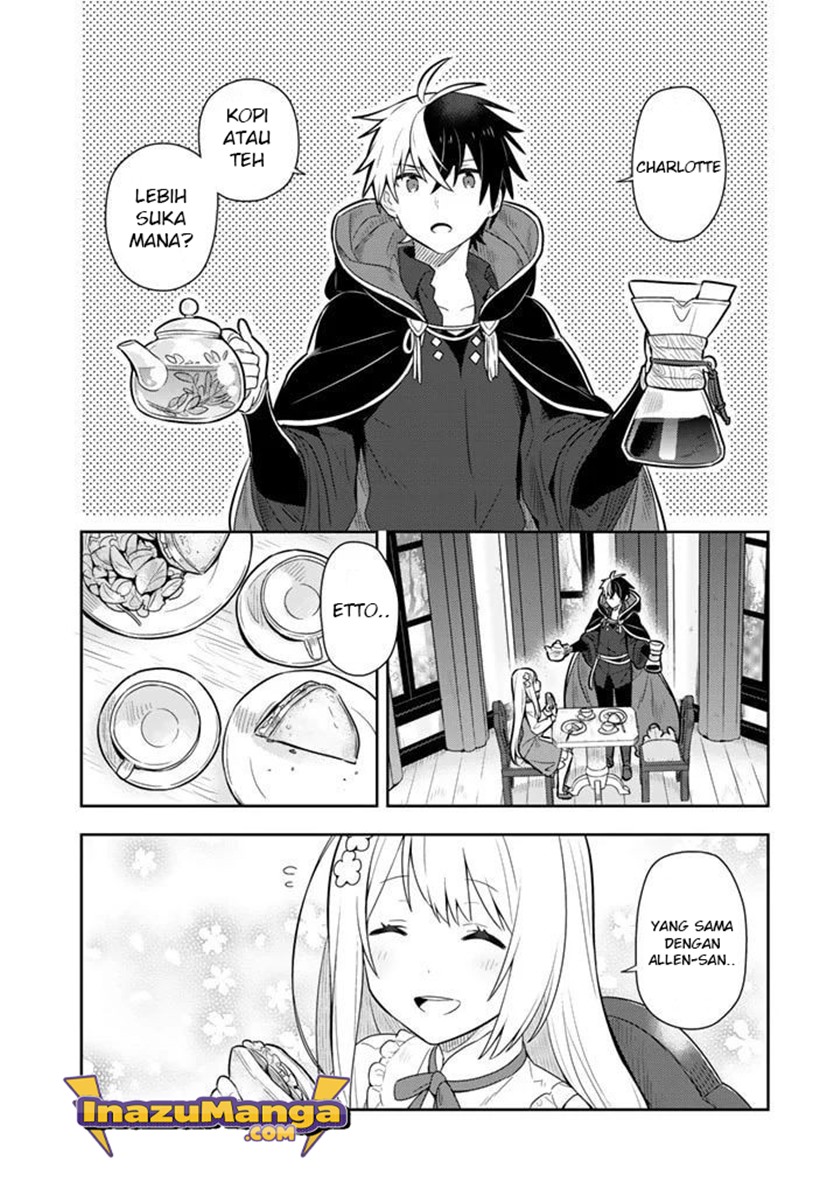 CHARLOTTE
KOPI
ATAU
TEH
LEBIH
SUKA
MANA?
ETTO..
YANG SAMA
DENGAN
ALLEN-SAN..
InazuManga
.COM